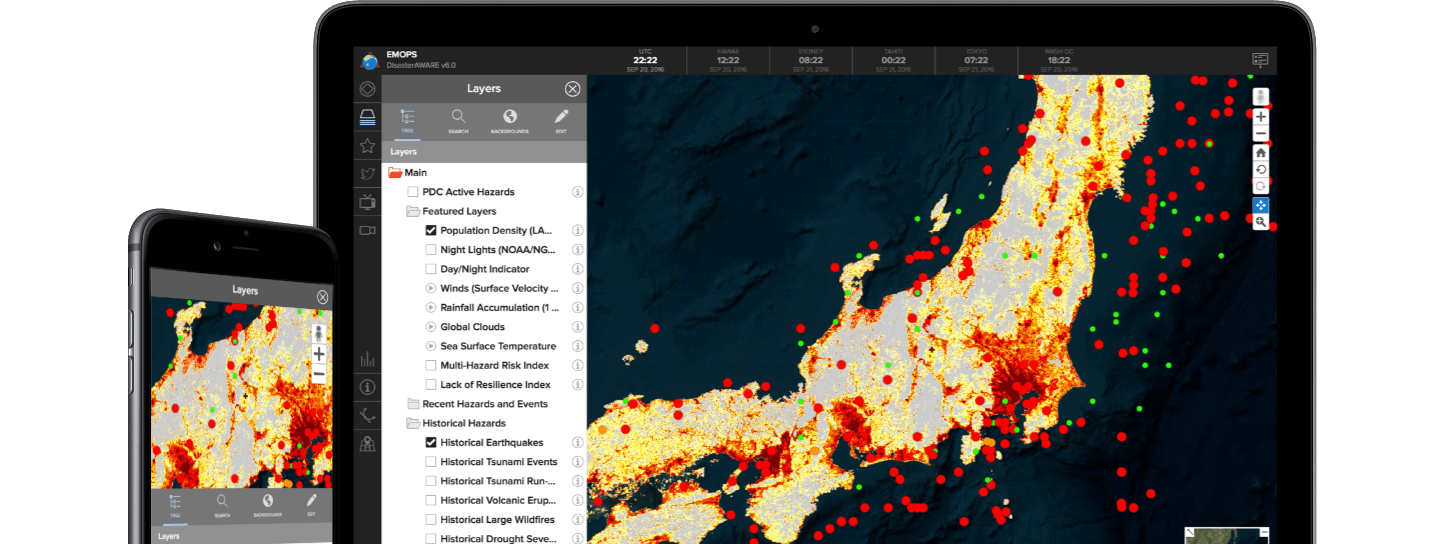 EMOPS
DisasterAWARE v6.0
UTC
22:22
SEP 20, 2016
HAWAII
12:22
SEP 20, 2016
SYDNEY
08:22
SEP 21, 2016
TAHITI
00:22
SEP 21, 2016
TOKYO
07:22
SEP 21, 2016
WASH DC
18:22
SEP 20, 2016
Layers
TREE
SEARCH
BACKGROUNDS
EDIT
Layers
Main
PDC Active Hazards
Featured Layers
Population Density (LA...
Night Lights (NOAA/NG...
Day/Night Indicator
Winds (Surface Velocity ...
Rainfall Accumulation (1 ...
Global Clouds
Sea Surface Temperature
Multi-Hazard Risk Index
Lack of Resilience Index
Recent Hazards and Events
Historical Hazards
Historical Earthquakes
Historical Tsunami Events
Historical Tsunami Run-...
Historical Volcanic Erup...
Historical Large Wildfires
Historical Drought Seve...
Layers
TREE
SEARCH
BACKGROUNDS
EDIT
Layers